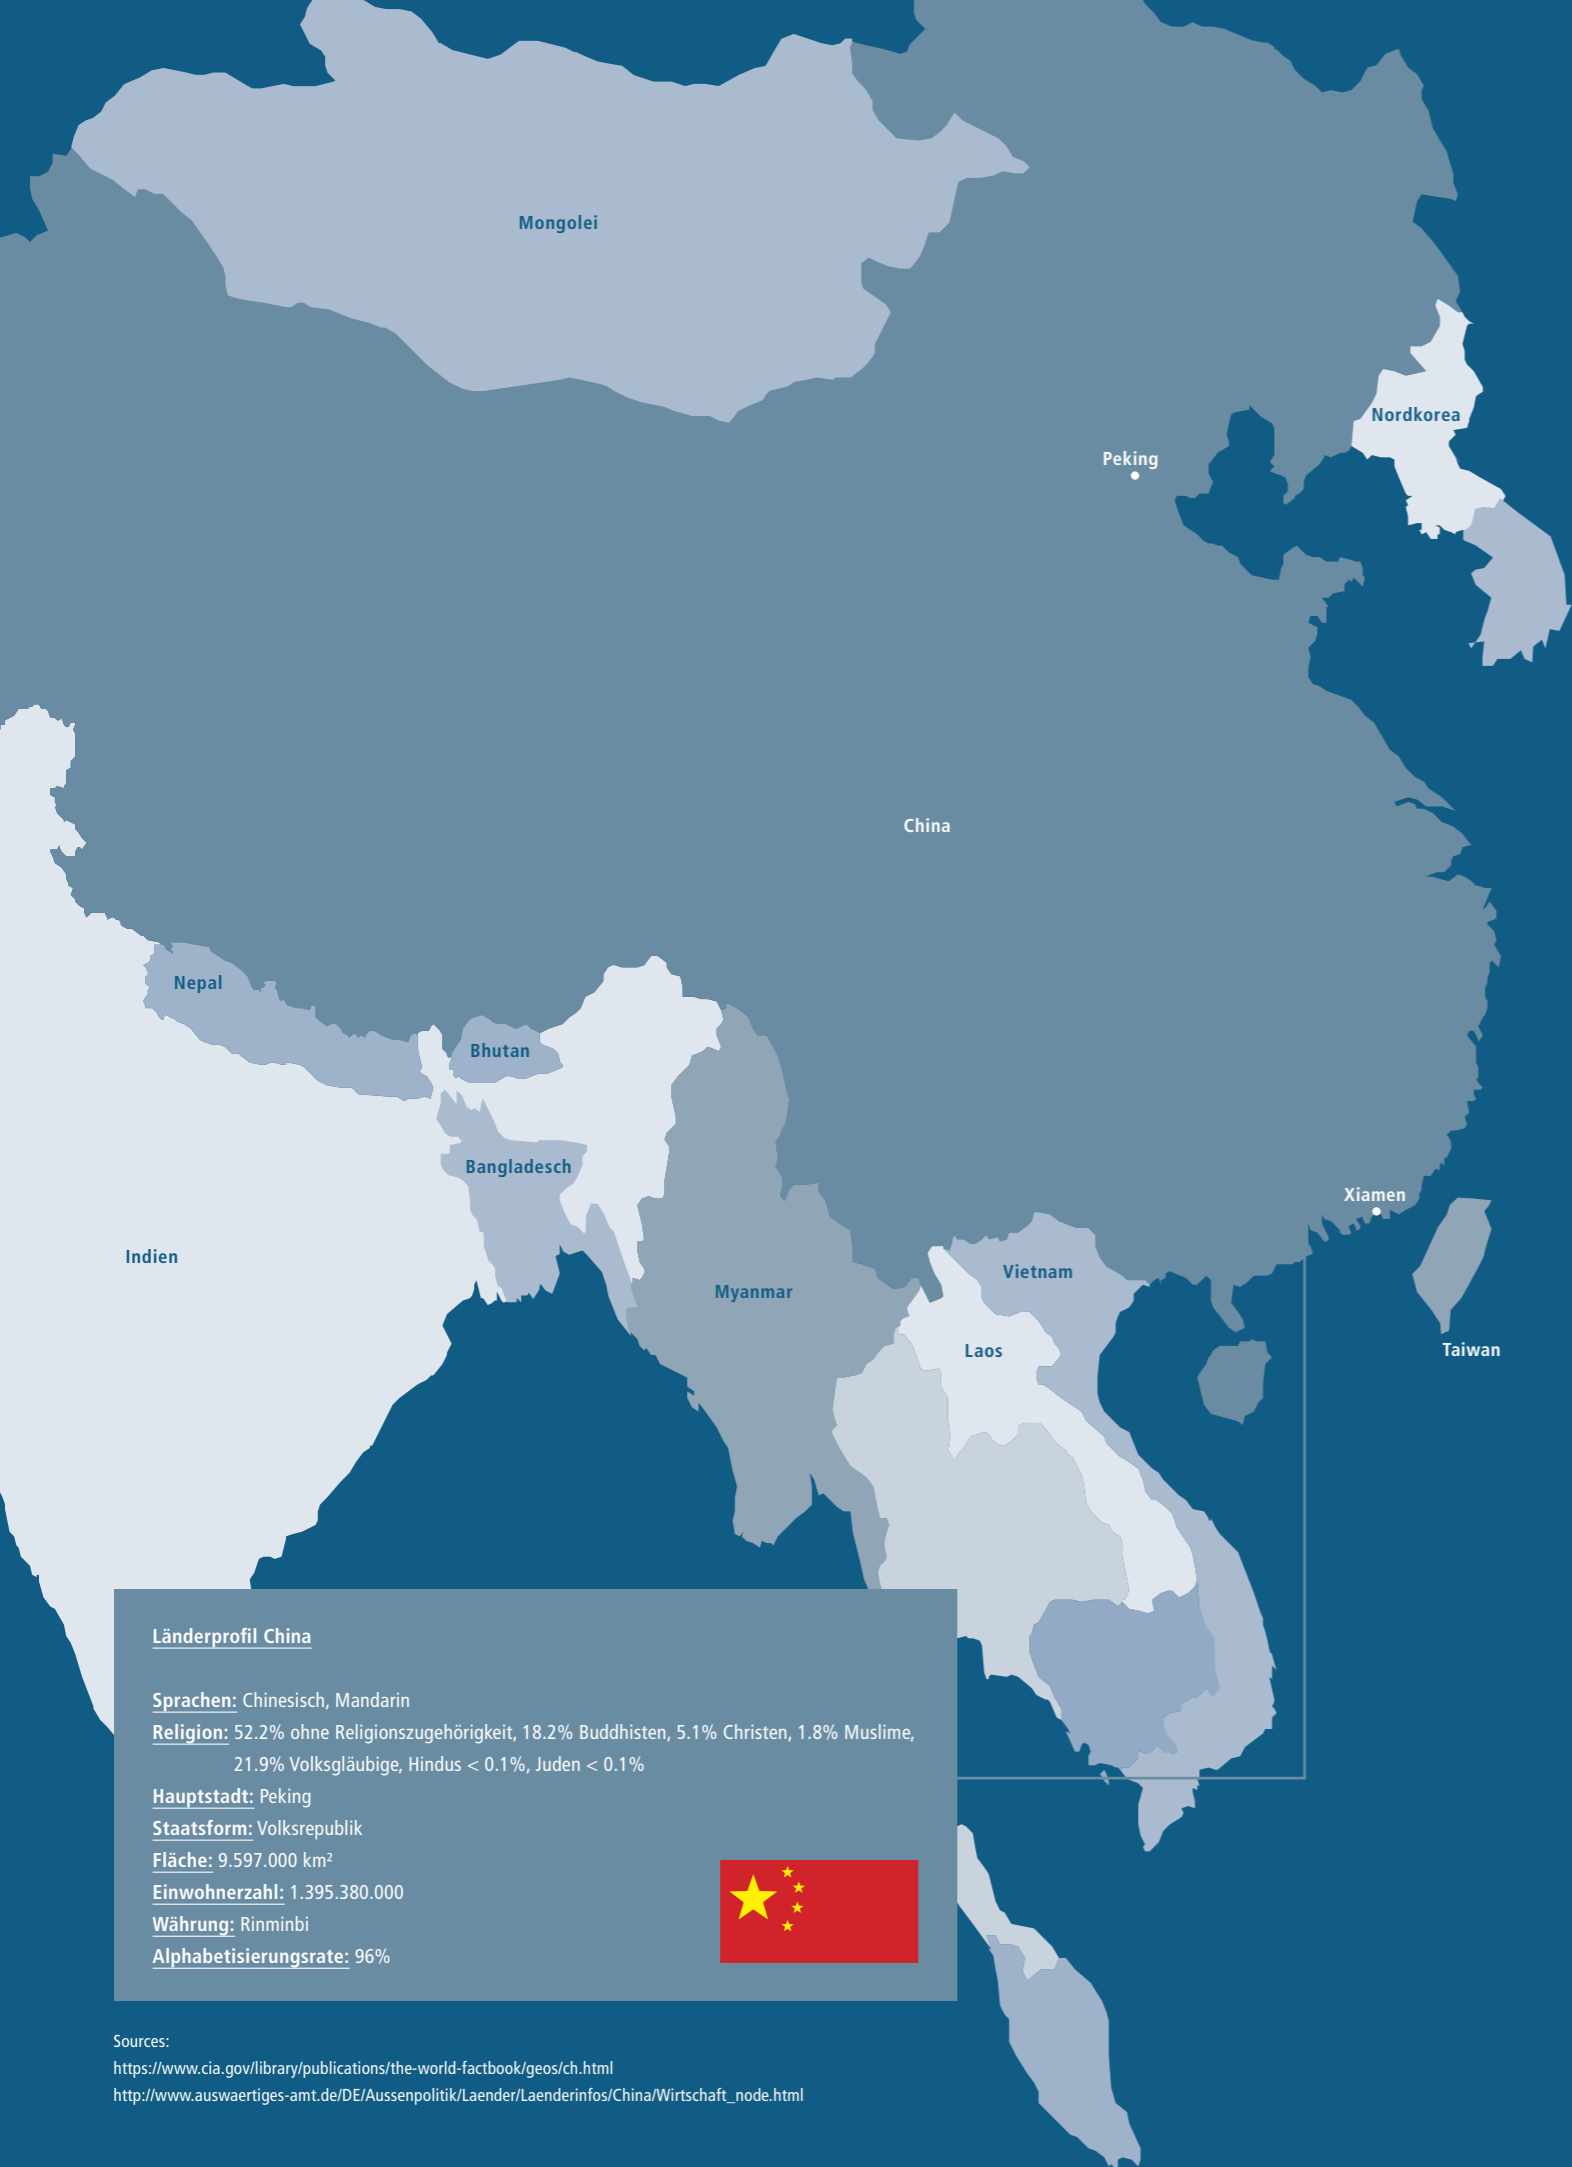 Mongolei
Nordkorea
Peking
China
Nepal
Bhutan
Bangladesch
Xiamen
Indien
Vietnam
Myanmar
Laos
Taiwan
Länderprofil China
Sprachen: Chinesisch, Mandarin
Religion: 52.2% ohne Religionszugehörigkeit, 18.2% Buddhisten, 5.1% Christen, 1.8% Muslime,
21.9% Volksgläubige, Hindus < 0.1%, Juden < 0.1%
Hauptstadt: Peking
Staatsform: Volksrepublik
Fläche: 9.597.000 km²
Einwohnerzahl: 1.395.380.000
Währung: Rinminbi
Alphabetisierungsrate: 96%
Sources:
https://www.cia.gov/library/publications/the-world-factbook/geos/ch.html
http://www.auswaertiges-amt.de/DE/Aussenpolitik/Laender/Laenderinfos/China/Wirtschaft_node.html